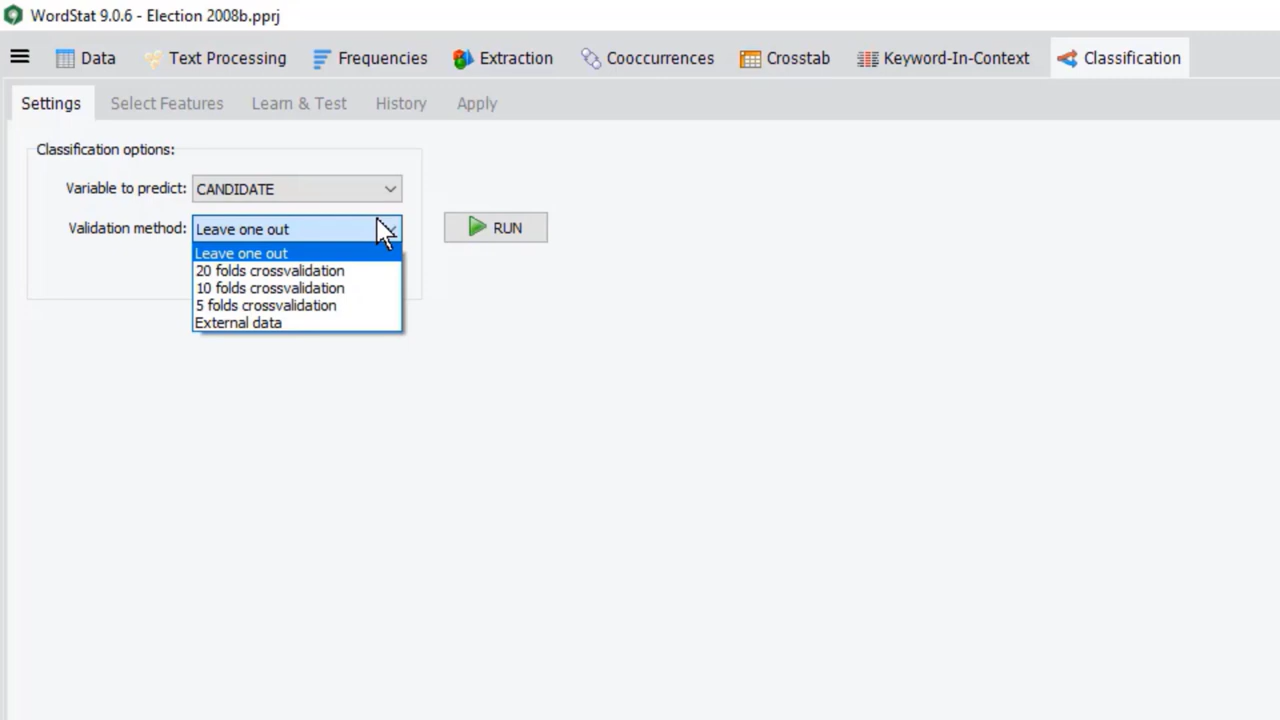 WordStat 9.0.6 - Election 2008b.pprj
Data Text Processing Frequencies Extraction Cooccurrences Crosstab Keyword-In-Context Classification
Settings Select Features Learn & Test History Apply
Classification options:
Variable to predict: CANDIDATE
Validation method: Leave one out RUN
Leave one out
20 folds crossvalidation
10 folds crossvalidation
5 folds crossvalidation
External data